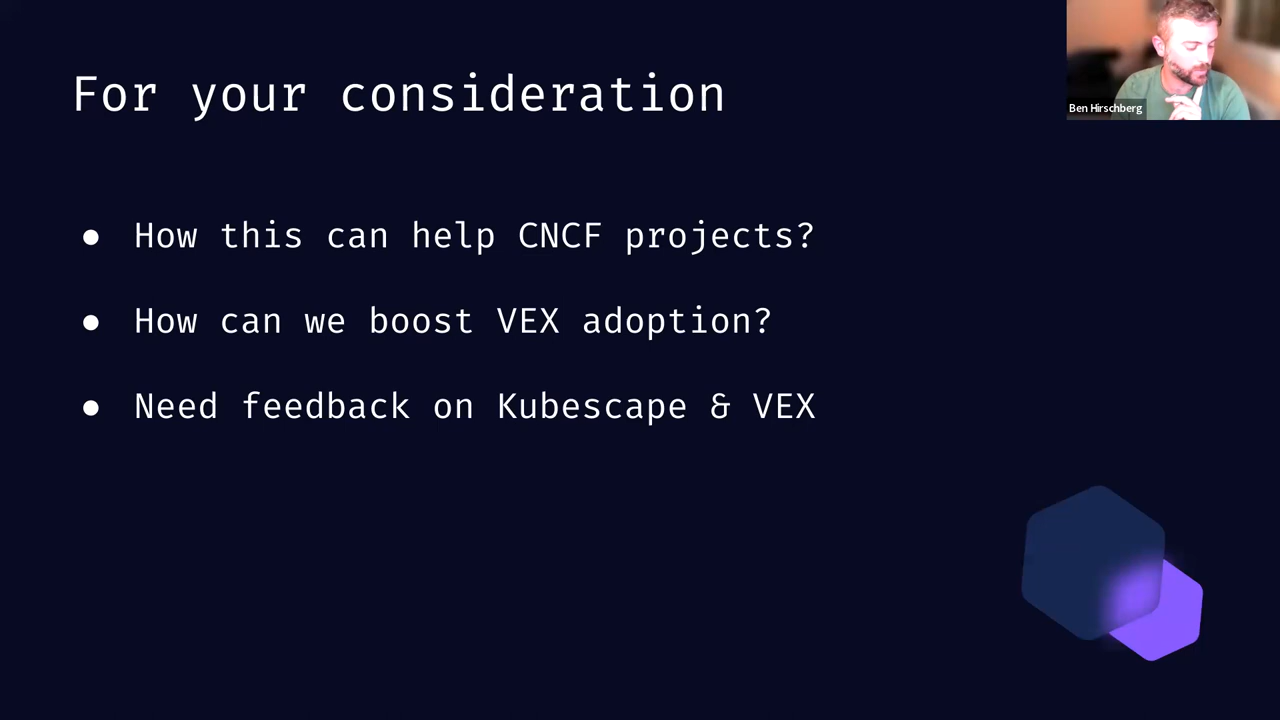 For your consideration
Ben Hirschberg
● How this can help CNCF projects?
● How can we boost VEX adoption?
● Need feedback on Kubescape & VEX